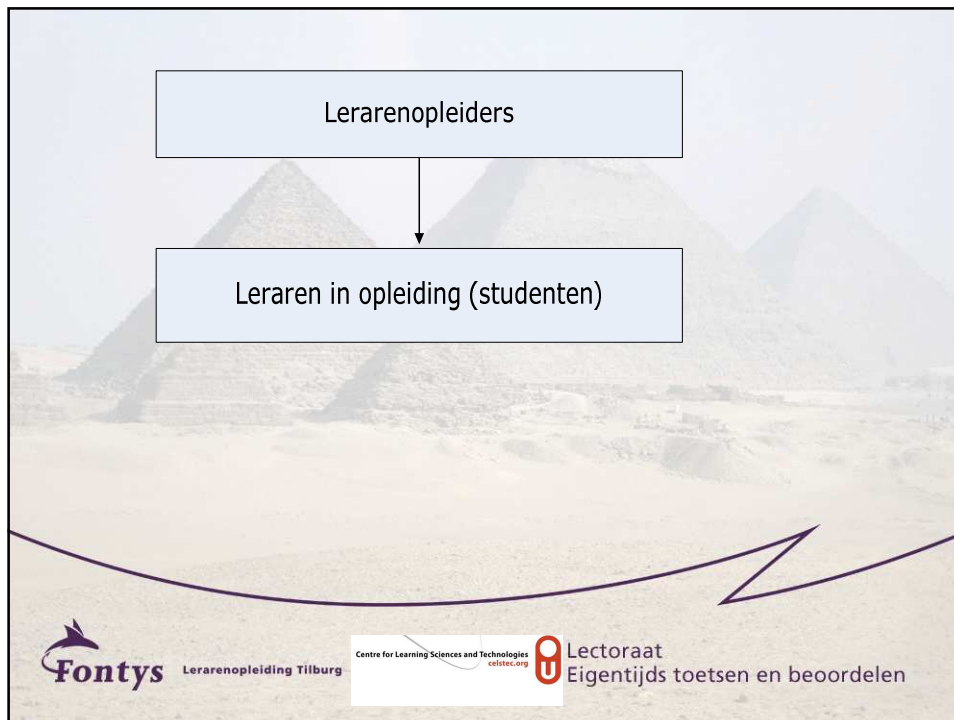 Lerarenopleiders
Leraren in opleiding (studenten)
Fontys Lerarenopleiding Tilburg
Centre for Learning Sciences and Technologies
celstec.org
Lectoraat
Eigentijds toetsen en beoordelen